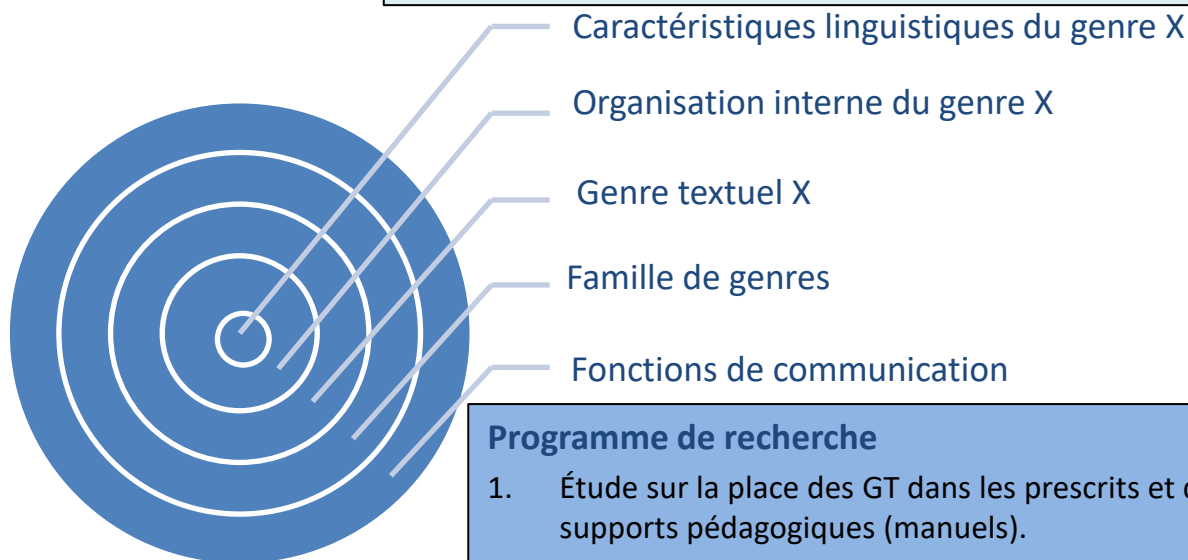 Caractéristiques linguistiques du genre X
Organisation interne du genre X
Genre textuel X
Famille de genres
Fonctions de communication
Programme de recherche
1. Étude sur la place des GT dans les prescrits et
supports pédagogiques (manuels).